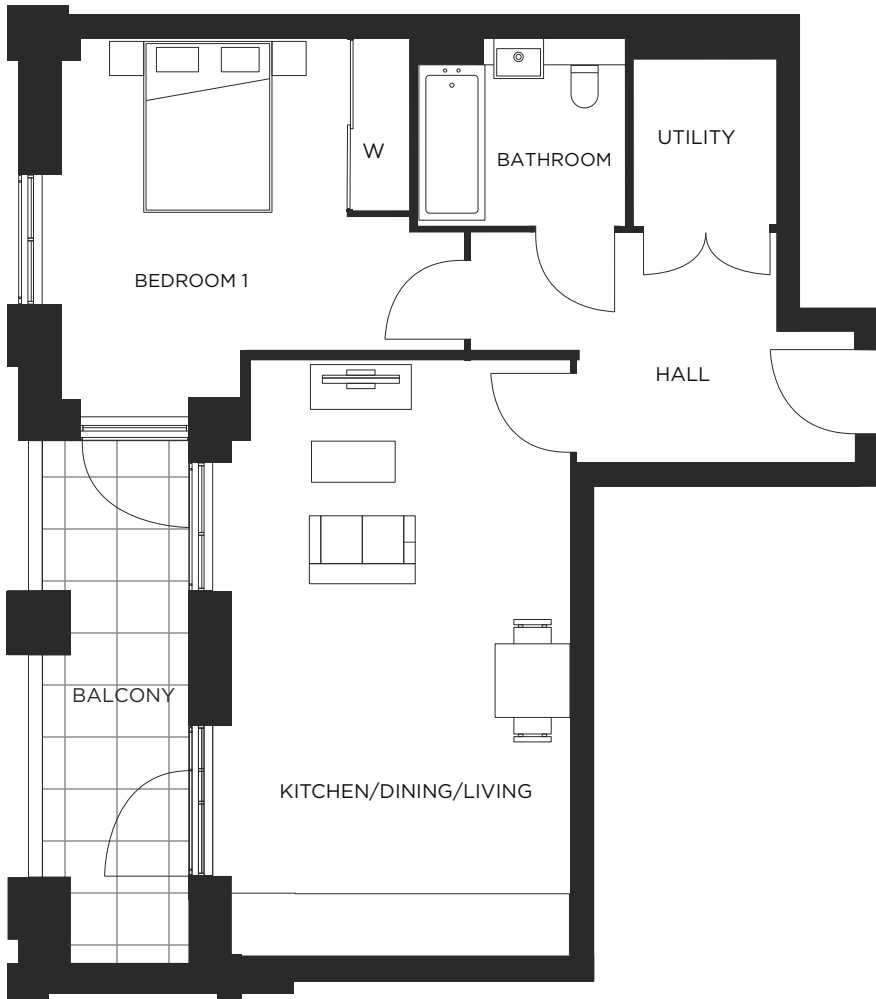 UTILITY
W
BATHROOM
BEDROOM 1
HALL
BALCONY
KITCHEN/DINING/LIVING